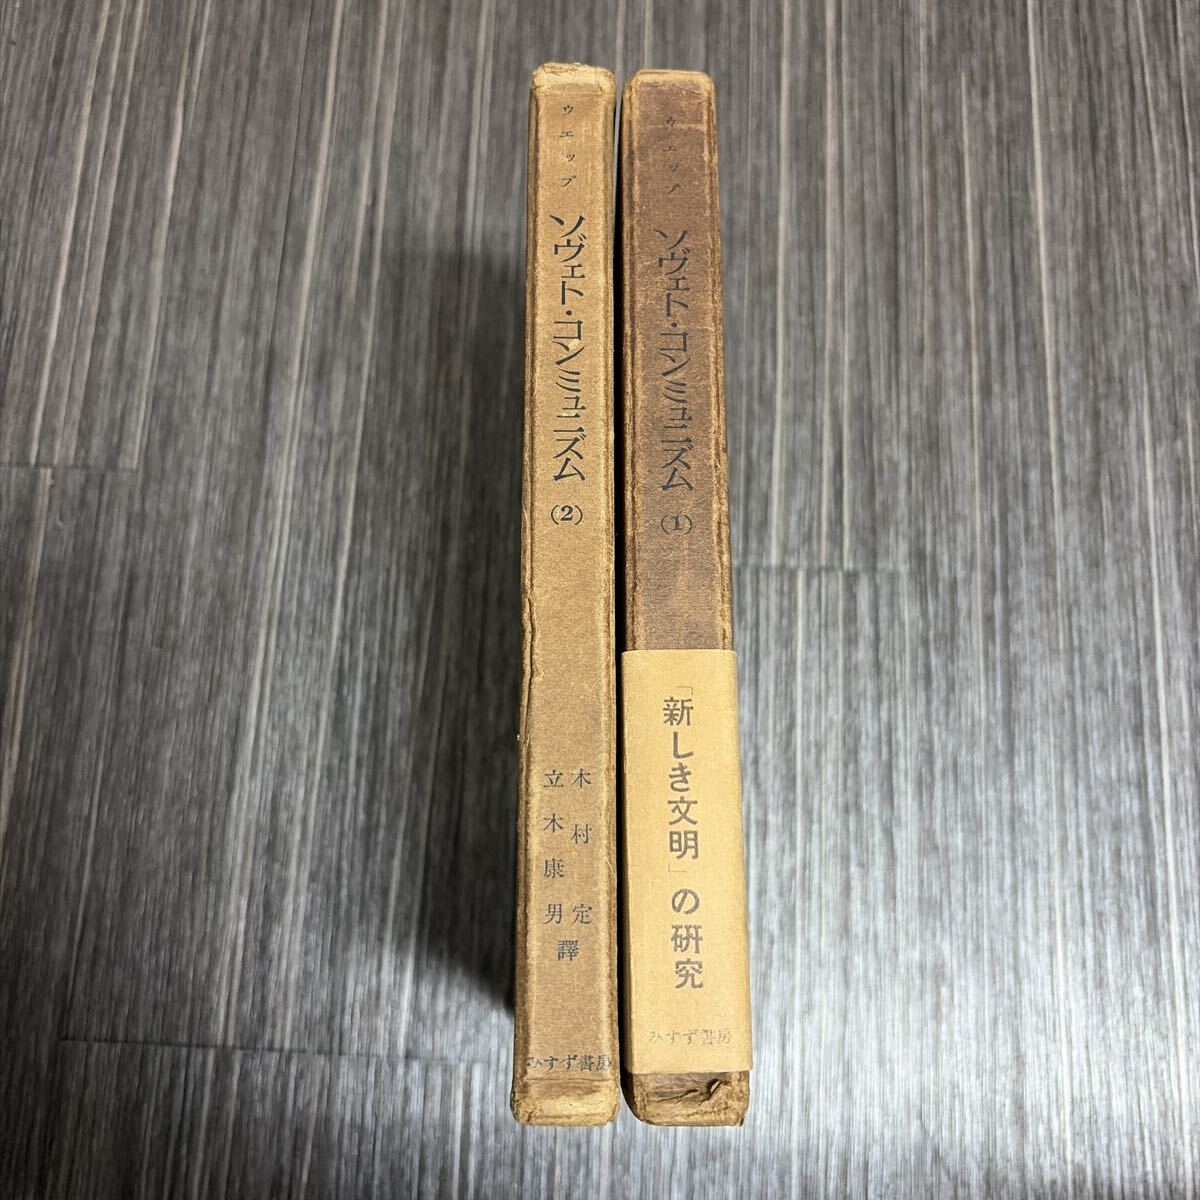 ウエッブ
ソヴェト・コンミュニズム
(1)
「新しき文明」の研究
みすず書房
ウエッブ
ソヴェト・コンミュニズム
(2)
木村定
立木康男
譯
みすず書房